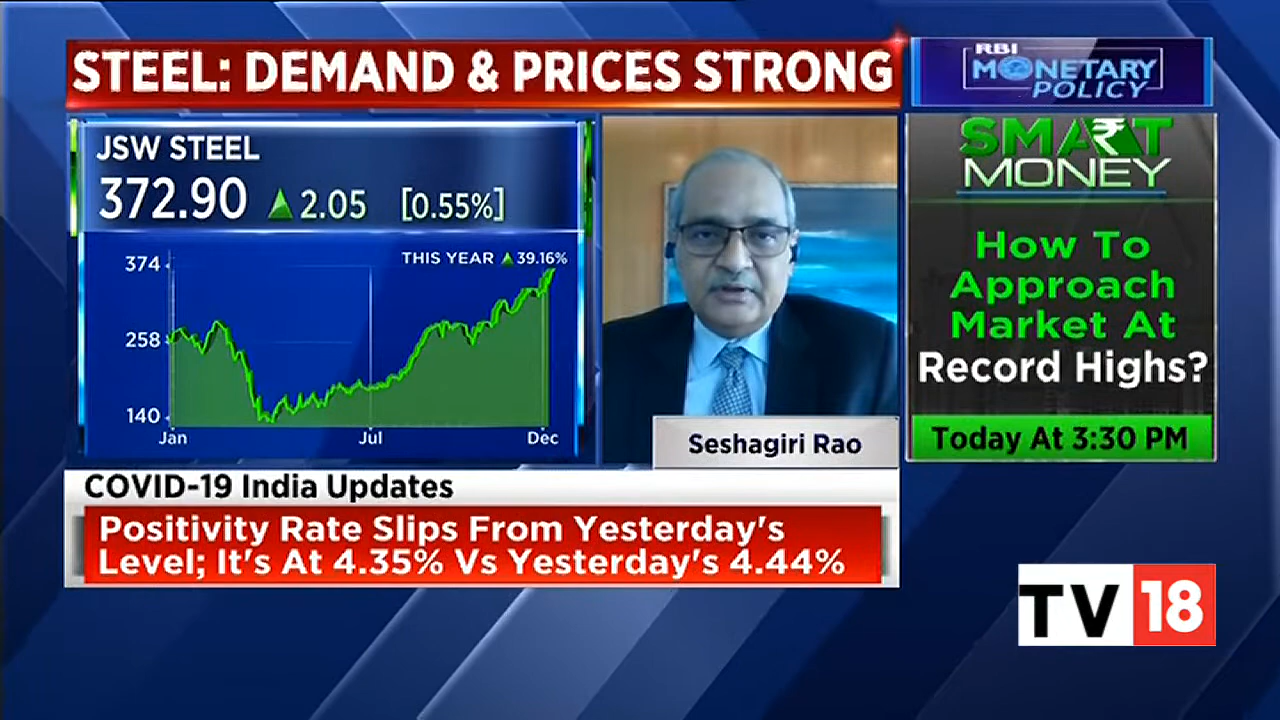 STEEL: DEMAND & PRICES STRONG
RBI
MONETARY
POLICY
JSW STEEL
372.90 ▲ 2.05 [0.55%]
THIS YEAR ▲ 39.16%
374
258
140
Jan Jul Dec
Seshagiri Rao
SMA₹T
MONEY
How To
Approach
Market At
Record Highs?
Today At 3:30 PM
COVID-19 India Updates
Positivity Rate Slips From Yesterday's
Level; It's At 4.35% Vs Yesterday's 4.44%
TV 18